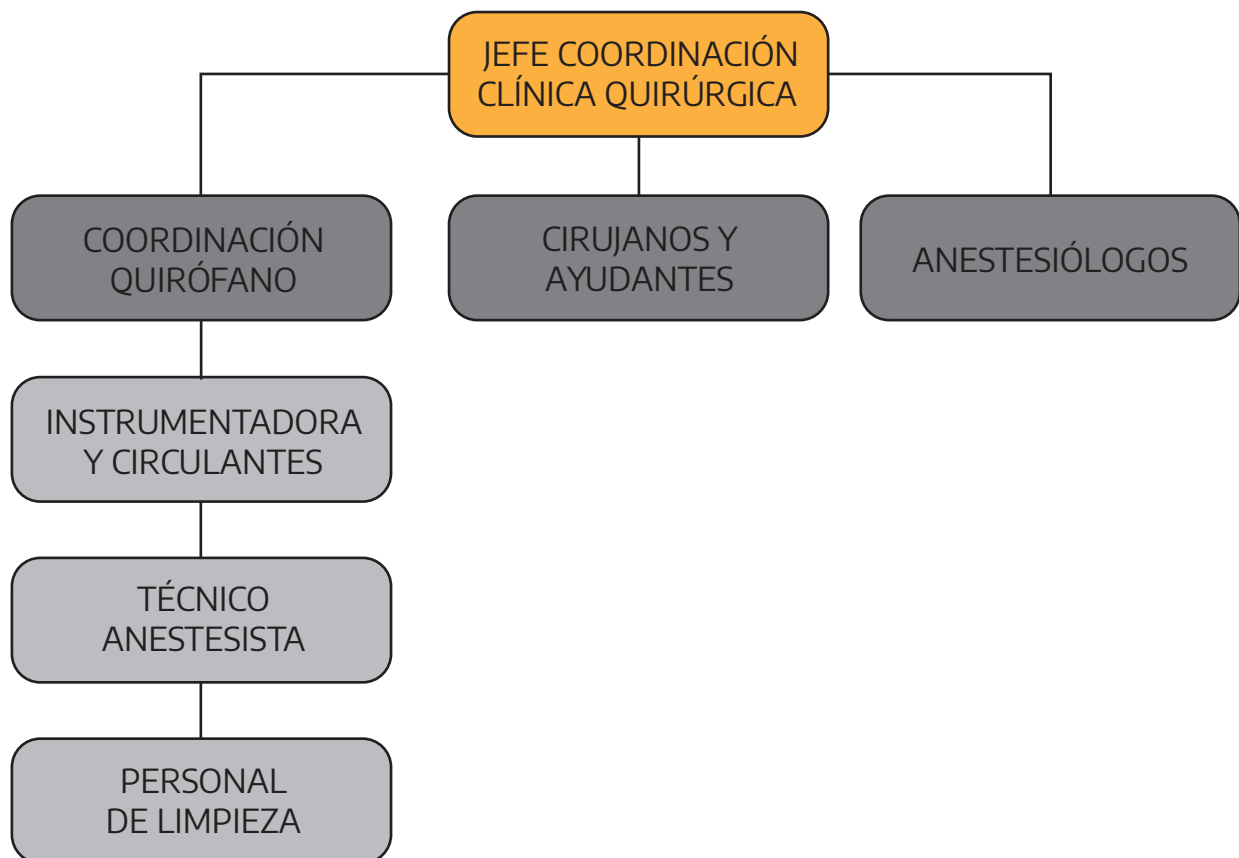 JEFE COORDINACIÓN
CLÍNICA QUIRÚRGICA
COORDINACIÓN
QUIRÓFANO
CIRUJANOS Y
AYUDANTES
ANESTESIÓLOGOS
INSTRUMENTADORA
Y CIRCULANTES
TÉCNICO
ANESTESISTA
PERSONAL
DE LIMPIEZA